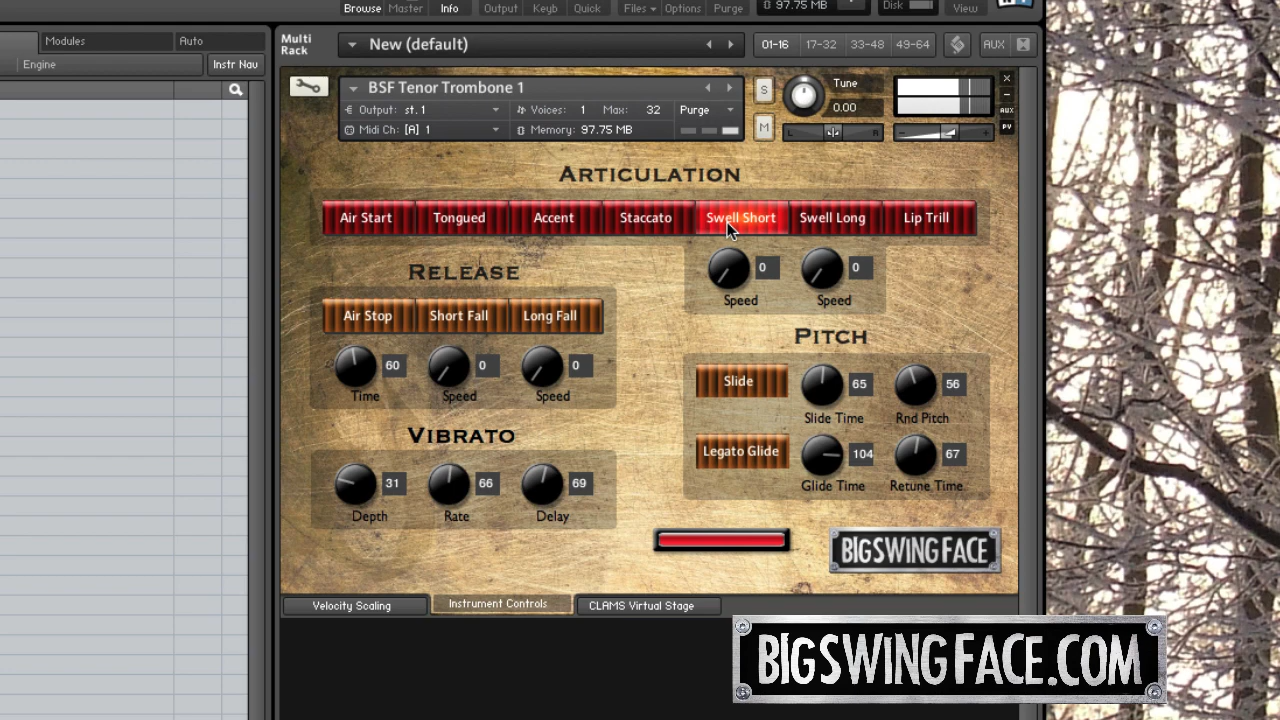 Browse Master Info Output Keyb Quick Files Options Purge 97.75 MB Disk View
Modules Auto
Engine Instr Nav
Multi Rack New (default) 01-16 17-32 33-48 49-64 AUX
BSF Tenor Trombone 1 S Tune
Output: st.1 Voices: 1 Max: 32 Purge 0.00
Midi Ch: [A] 1 Memory: 97.75 MB M L R
AUX
PV
Articulation
Air Start Tongued Accent Staccato Swell Short Swell Long Lip Trill
0 0
Speed Speed
Release
Air Stop Short Fall Long Fall
60 0 0
Time Speed Speed
Pitch
Slide 65 56
Slide Time Rnd Pitch
Legato Glide 104 67
Glide Time Retune Time
Vibrato
31 66 69
Depth Rate Delay
BIG SWING FACE
Velocity Scaling Instrument Controls CLAMS Virtual Stage
BIGSWINGFACE.COM